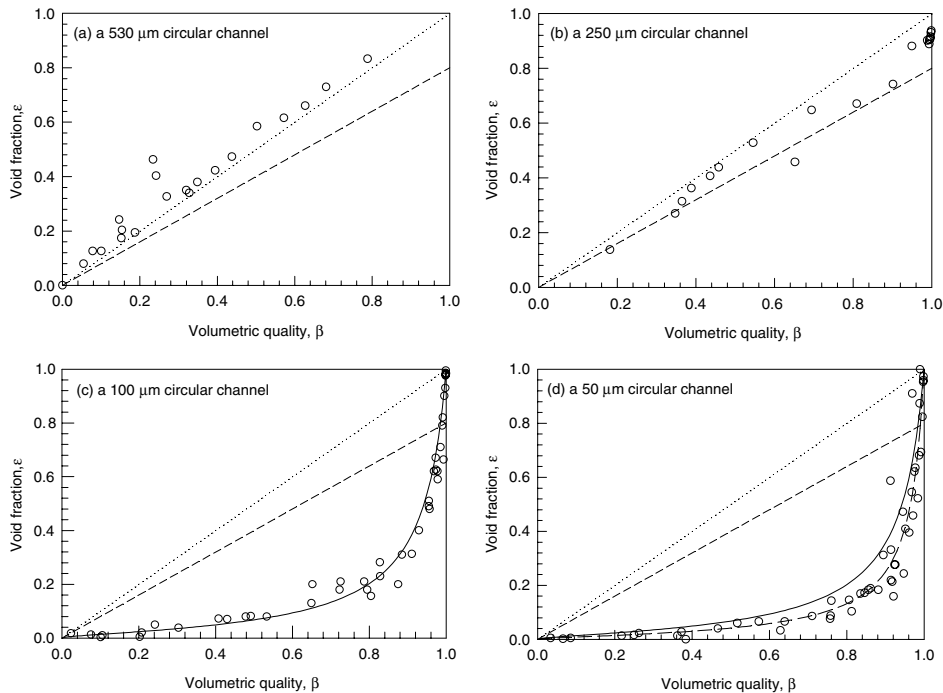 (a) a 530 μm circular channel
Void fraction,ε
1.0
0.8
0.6
0.4
0.2
0.0
0.0 0.2 0.4 0.6 0.8 1.0
Volumetric quality, β
(b) a 250 μm circular channel
Void fraction, ε
1.0
0.8
0.6
0.4
0.2
0.0
0.0 0.2 0.4 0.6 0.8 1.0
Volumetric quality, β
(c) a 100 μm circular channel
Void fraction,ε
1.0
0.8
0.6
0.4
0.2
0.0
0.0 0.2 0.4 0.6 0.8 1.0
Volumetric quality, β
(d) a 50 μm circular channel
Void fraction, ε
1.0
0.8
0.6
0.4
0.2
0.0
0.0 0.2 0.4 0.6 0.8 1.0
Volumetric quality, β